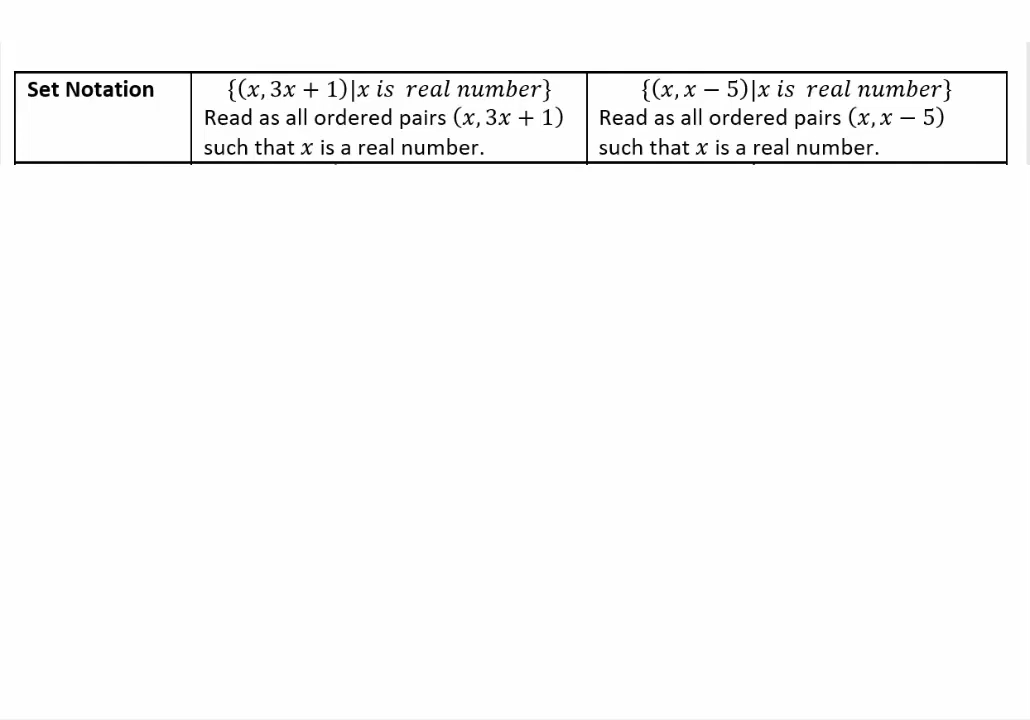 Set Notation
{(x, 3x + 1)|x is real number}
Read as all ordered pairs (x, 3x + 1)
such that x is a real number.
{(x, x − 5)|x is real number}
Read as all ordered pairs (x, x − 5)
such that x is a real number.